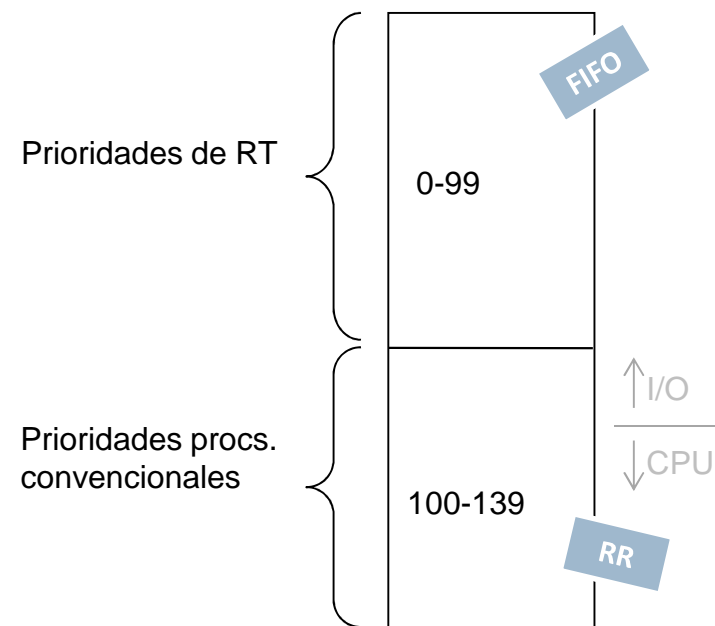 FIFO
Prioridades de RT
0-99
I/O
Prioridades procs.
convencionales
CPU
100-139
RR